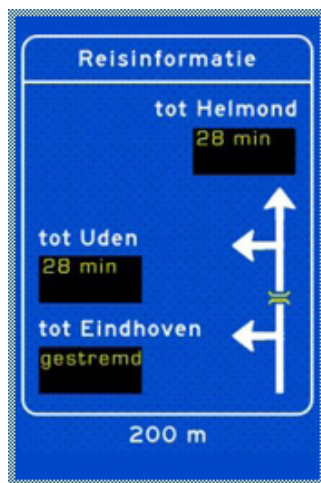 Reisinformatie
tot Helmond
28 min
tot Uden
28 min
tot Eindhoven
gestremd
200 m